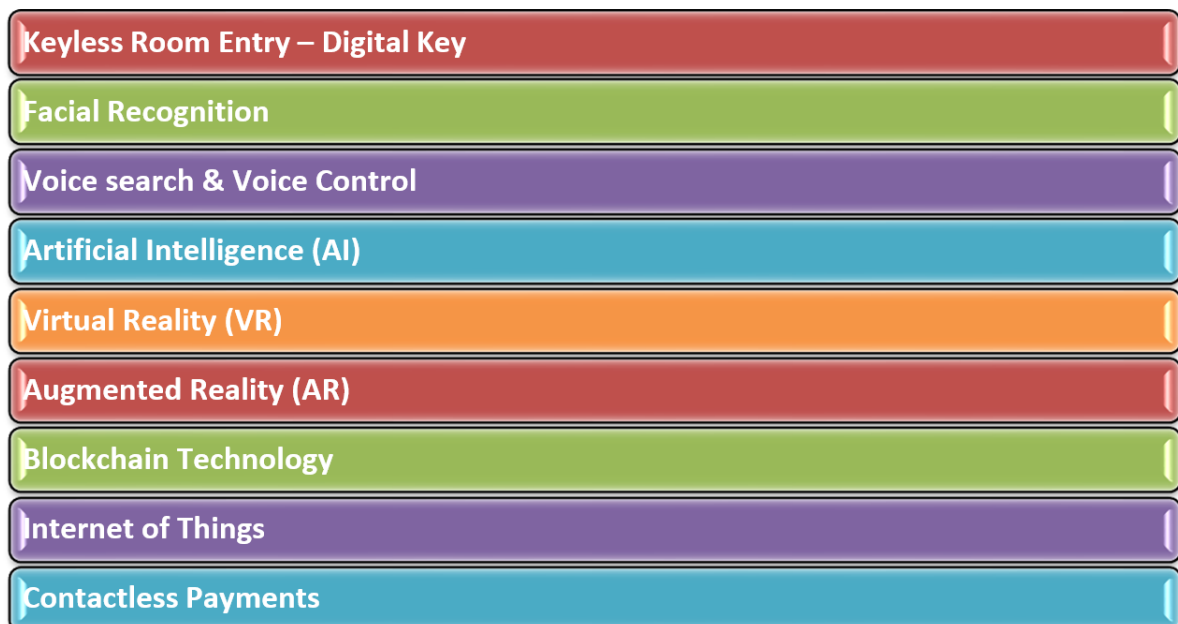 Keyless Room Entry – Digital Key
Facial Recognition
Voice search & Voice Control
Artificial Intelligence (AI)
Virtual Reality (VR)
Augmented Reality (AR)
Blockchain Technology
Internet of Things
Contactless Payments